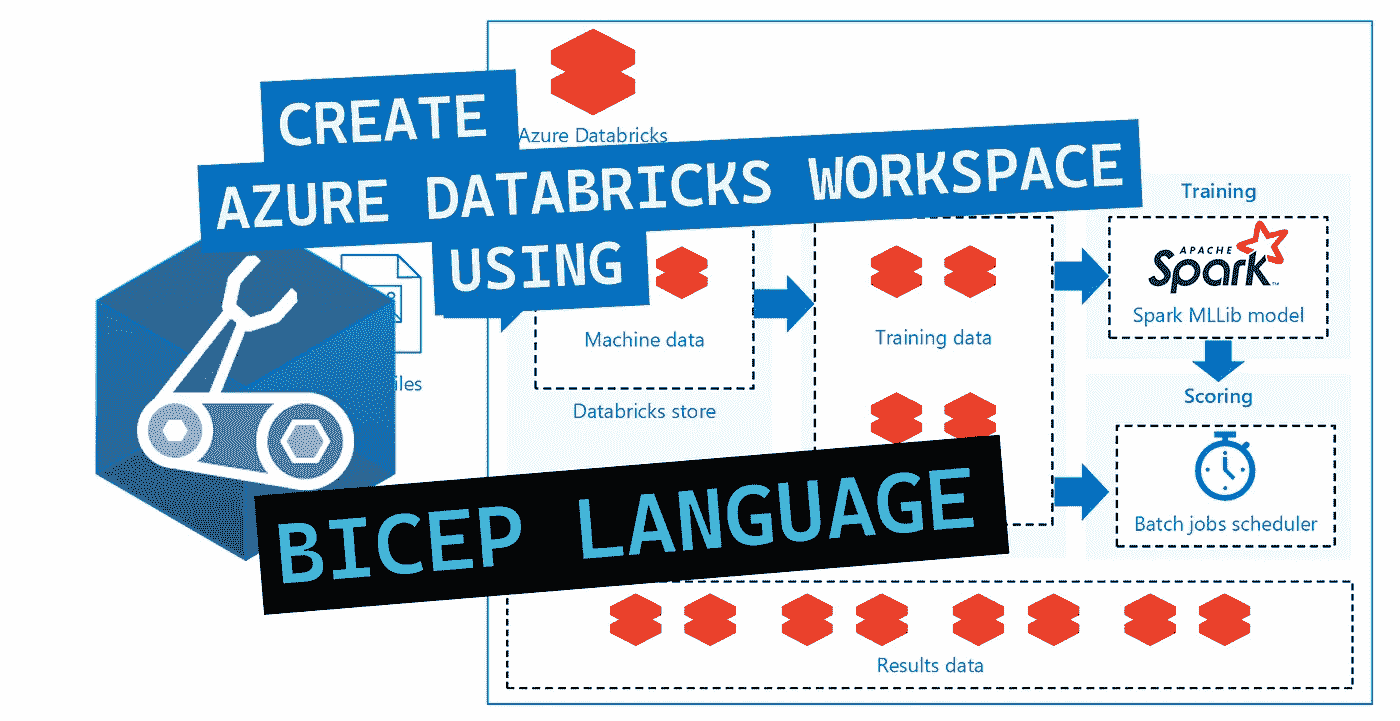 CREATE
Azure Databricks
AZURE DATABRICKS WORKSPACE
USING
Training
APACHE
Spark
Spark MLLib model
Machine data
Training data
iles
Databricks store
Scoring
Batch jobs scheduler
BICEP LANGUAGE
Results data